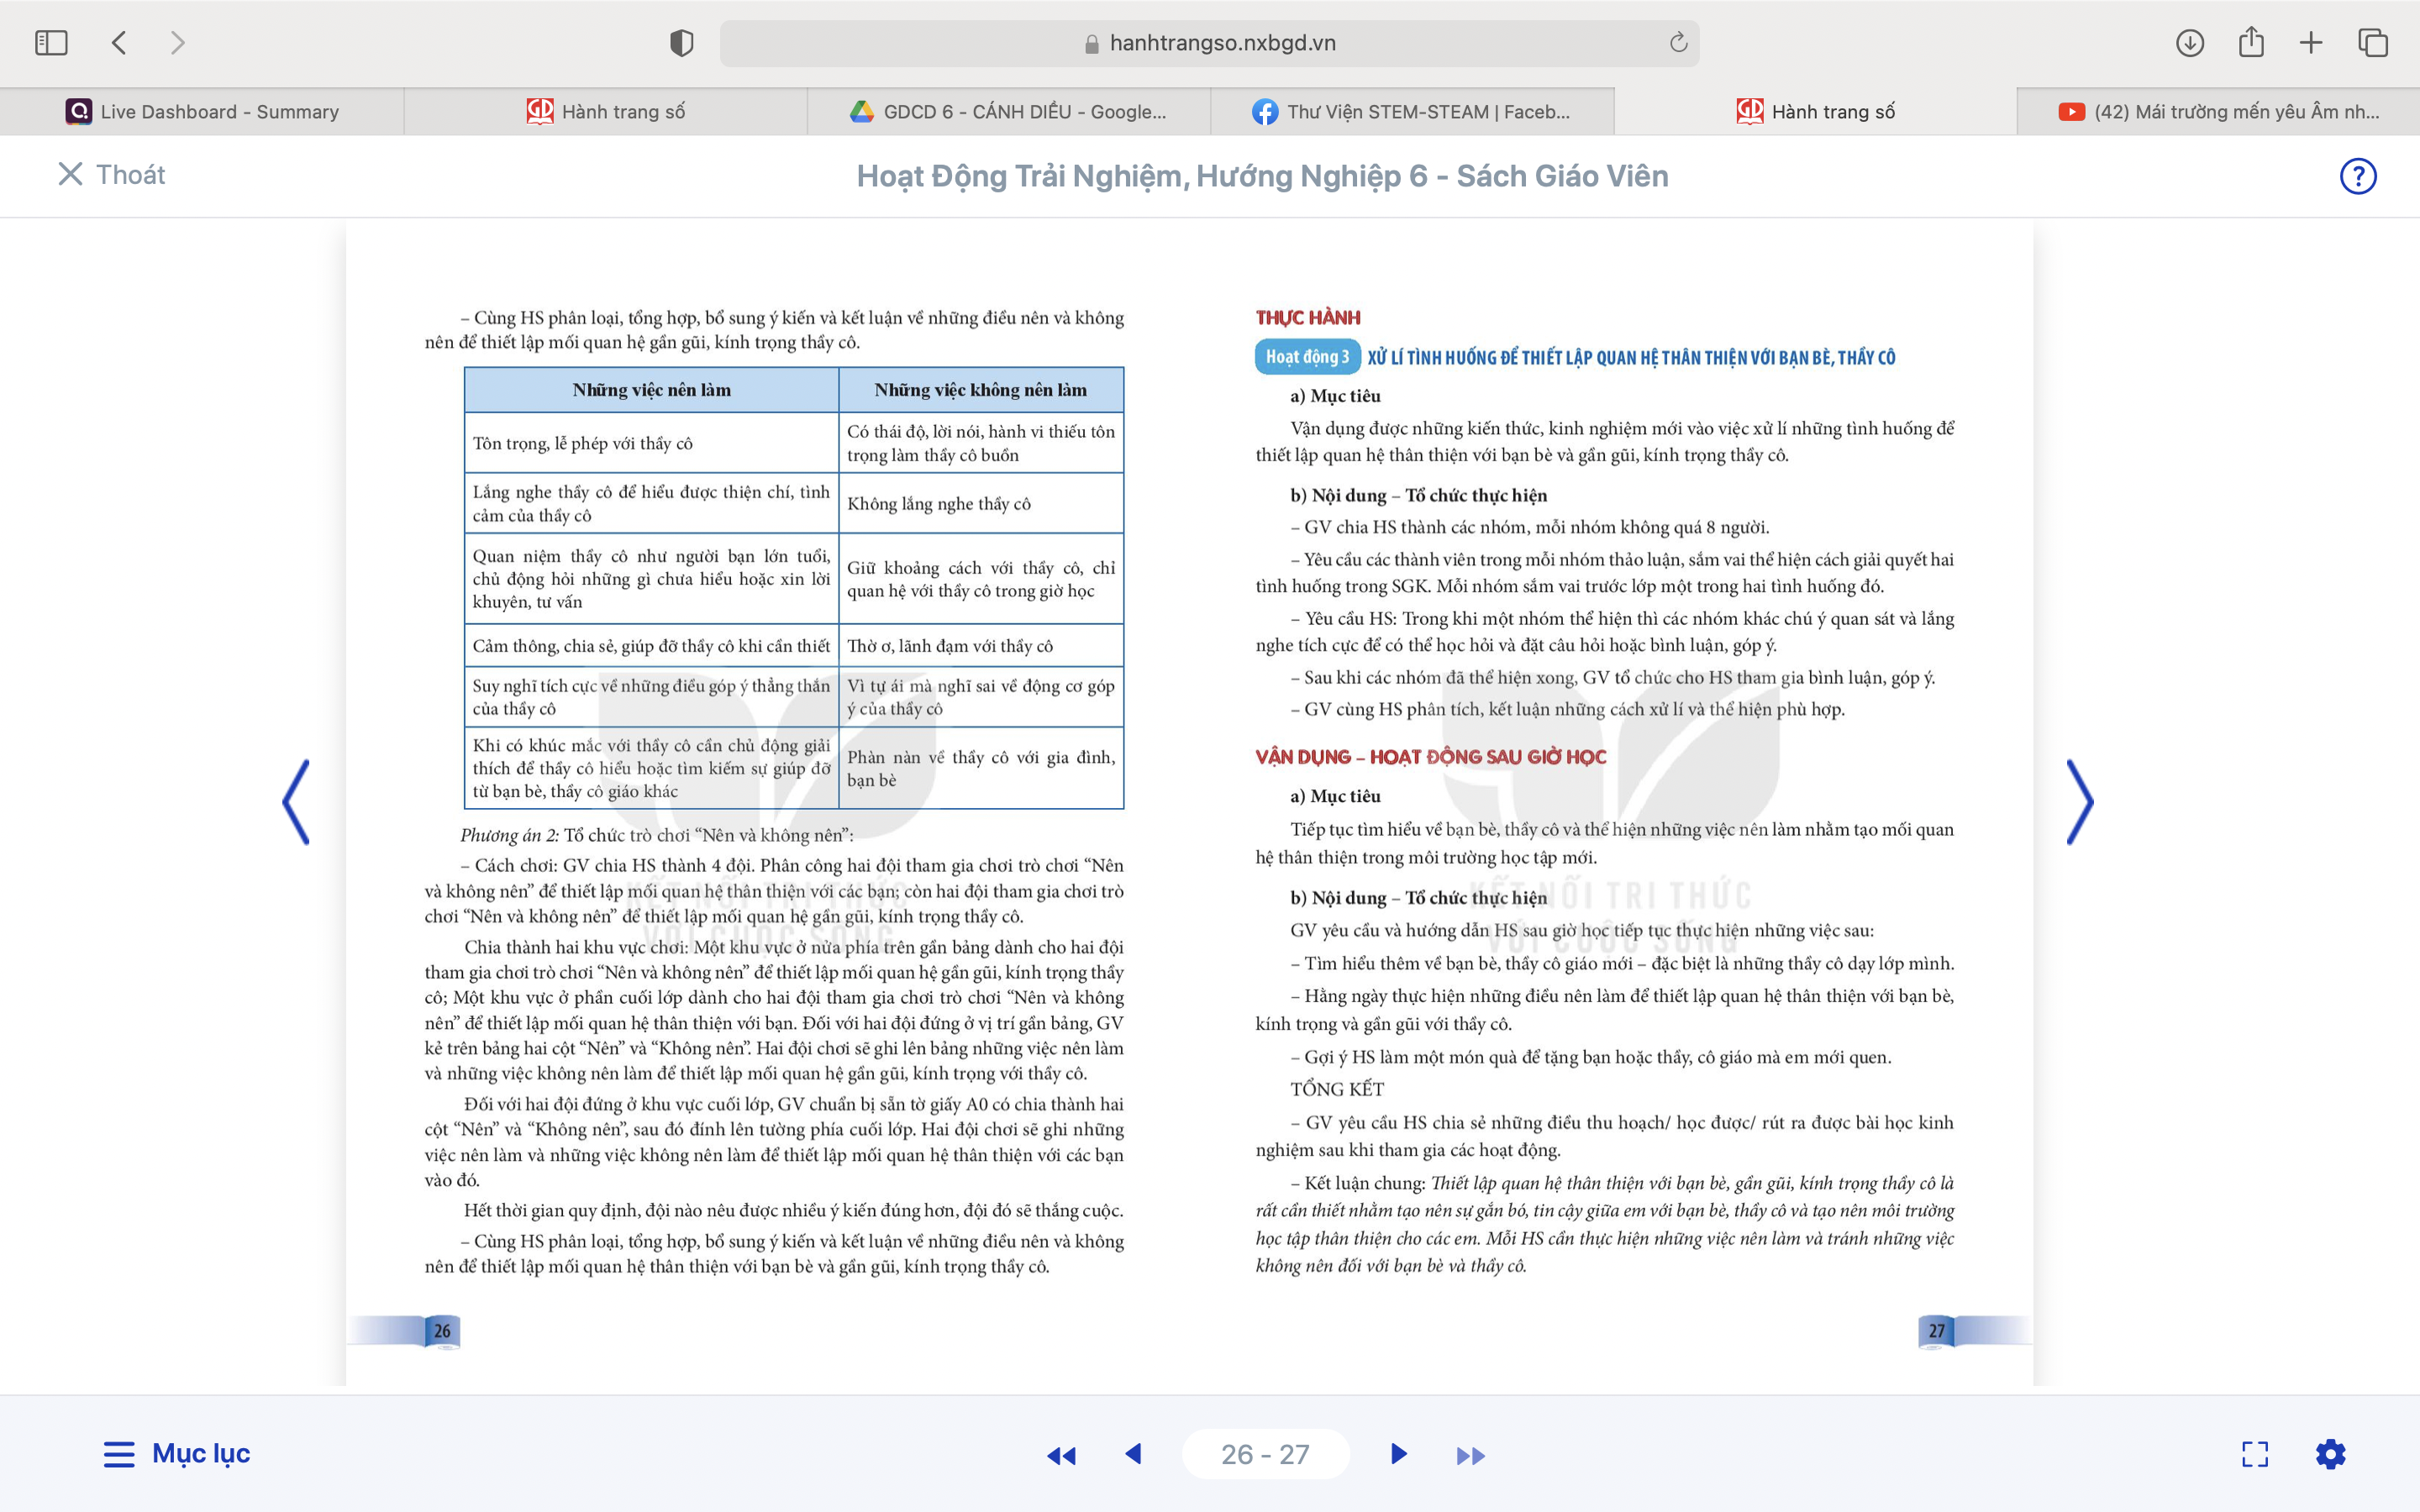 hanhtrangso.nxbgd.vn
Live Dashboard - Summary
Hành trang số
GDCD 6 - CÁNH DIỀU - Google...
Thư Viện STEM-STEAM | Faceb...
Hành trang số
(42) Mái trường mến yêu Âm nh...
Thoát
Hoạt Động Trải Nghiệm, Hướng Nghiệp 6 - Sách Giáo Viên
?
– Cùng HS phân loại, tổng hợp, bổ sung ý kiến và kết luận về những điều nên và không
nên để thiết lập mối quan hệ gần gũi, kính trọng thầy cô.
Những việc nên làm
Những việc không nên làm
Tôn trọng, lễ phép với thầy cô
Có thái độ, lời nói, hành vi thiếu tôn
trọng làm thầy cô buồn
Lắng nghe thầy cô để hiểu được thiện chí, tình
cảm của thầy cô
Không lắng nghe thầy cô
Quan niệm thầy cô như người bạn lớn tuổi,
chủ động hỏi những gì chưa hiểu hoặc xin lời
khuyên, tư vấn
Giữ khoảng cách với thầy cô, chỉ
quan hệ với thầy cô trong giờ học
Cảm thông, chia sẻ, giúp đỡ thầy cô khi cần thiết
Thờ ơ, lãnh đạm với thầy cô
Suy nghĩ tích cực về những điều góp ý thẳng thắn
của thầy cô
Vì tự ái mà nghĩ sai về động cơ góp
ý của thầy cô
Khi có khúc mắc với thầy cô cần chủ động giải
thích để thầy cô hiểu hoặc tìm kiếm sự giúp đỡ
từ bạn bè, thầy cô giáo khác
Phàn nàn về thầy cô với gia đình,
bạn bè
Phương án 2: Tổ chức trò chơi “Nên và không nên”:
– Cách chơi: GV chia HS thành 4 đội. Phân công hai đội tham gia chơi trò chơi “Nên
và không nên” để thiết lập mối quan hệ thân thiện với các bạn; còn hai đội tham gia chơi trò
chơi “Nên và không nên” để thiết lập mối quan hệ gần gũi, kính trọng thầy cô.
Chia thành hai khu vực chơi: Một khu vực ở nửa phía trên gần bảng dành cho hai đội
tham gia chơi trò chơi “Nên và không nên” để thiết lập mối quan hệ gần gũi, kính trọng thầy
cô; Một khu vực ở phần cuối lớp dành cho hai đội tham gia chơi trò chơi “Nên và không
nên” để thiết lập mối quan hệ thân thiện với bạn. Đối với hai đội đứng ở vị trí gần bảng, GV
kẻ trên bảng hai cột “Nên” và “Không nên”. Hai đội chơi sẽ ghi lên bảng những việc nên làm
và những việc không nên làm để thiết lập mối quan hệ gần gũi, kính trọng với thầy cô.
Đối với hai đội đứng ở khu vực cuối lớp, GV chuẩn bị sẵn tờ giấy A0 có chia thành hai
cột “Nên” và “Không nên”, sau đó đính lên tường phía cuối lớp. Hai đội chơi sẽ ghi những
việc nên làm và những việc không nên làm để thiết lập mối quan hệ thân thiện với các bạn
vào đó.
Hết thời gian quy định, đội nào nêu được nhiều ý kiến đúng hơn, đội đó sẽ thắng cuộc.
– Cùng HS phân loại, tổng hợp, bổ sung ý kiến và kết luận về những điều nên và không
nên để thiết lập mối quan hệ thân thiện với bạn bè và gần gũi, kính trọng thầy cô.
KẾT NỐI TRI THỨC
VỚI CUỘC SỐNG
26
THỰC HÀNH
Hoạt động 3 XỬ LÍ TÌNH HUỐNG ĐỂ THIẾT LẬP QUAN HỆ THÂN THIỆN VỚI BẠN BÈ, THẦY CÔ
a) Mục tiêu
Vận dụng được những kiến thức, kinh nghiệm mới vào việc xử lí những tình huống để
thiết lập quan hệ thân thiện với bạn bè và gần gũi, kính trọng thầy cô.
b) Nội dung – Tổ chức thực hiện
– GV chia HS thành các nhóm, mỗi nhóm không quá 8 người.
– Yêu cầu các thành viên trong mỗi nhóm thảo luận, sắm vai thể hiện cách giải quyết hai
tình huống trong SGK. Mỗi nhóm sắm vai trước lớp một trong hai tình huống đó.
– Yêu cầu HS: Trong khi một nhóm thể hiện thì các nhóm khác chú ý quan sát và lắng
nghe tích cực để có thể học hỏi và đặt câu hỏi hoặc bình luận, góp ý.
– Sau khi các nhóm đã thể hiện xong, GV tổ chức cho HS tham gia bình luận, góp ý.
– GV cùng HS phân tích, kết luận những cách xử lí và thể hiện phù hợp.
VẬN DỤNG – HOẠT ĐỘNG SAU GIỜ HỌC
a) Mục tiêu
Tiếp tục tìm hiểu về bạn bè, thầy cô và thể hiện những việc nên làm nhằm tạo mối quan
hệ thân thiện trong môi trường học tập mới.
b) Nội dung – Tổ chức thực hiện
GV yêu cầu và hướng dẫn HS sau giờ học tiếp tục thực hiện những việc sau:
– Tìm hiểu thêm về bạn bè, thầy cô giáo mới – đặc biệt là những thầy cô dạy lớp mình.
– Hằng ngày thực hiện những điều nên làm để thiết lập quan hệ thân thiện với bạn bè,
kính trọng và gần gũi với thầy cô.
– Gợi ý HS làm một món quà để tặng bạn hoặc thầy, cô giáo mà em mới quen.
TỔNG KẾT
– GV yêu cầu HS chia sẻ những điều thu hoạch/ học được/ rút ra được bài học kinh
nghiệm sau khi tham gia các hoạt động.
– Kết luận chung: Thiết lập quan hệ thân thiện với bạn bè, gần gũi, kính trọng thầy cô là
rất cần thiết nhằm tạo nên sự gắn bó, tin cậy giữa em với bạn bè, thầy cô và tạo nên môi trường
học tập thân thiện cho các em. Mỗi HS cần thực hiện những việc nên làm và tránh những việc
không nên đối với bạn bè và thầy cô.
KẾT NỐI TRI THỨC
VỚI CUỘC SỐNG
27
Mục lục
26 - 27